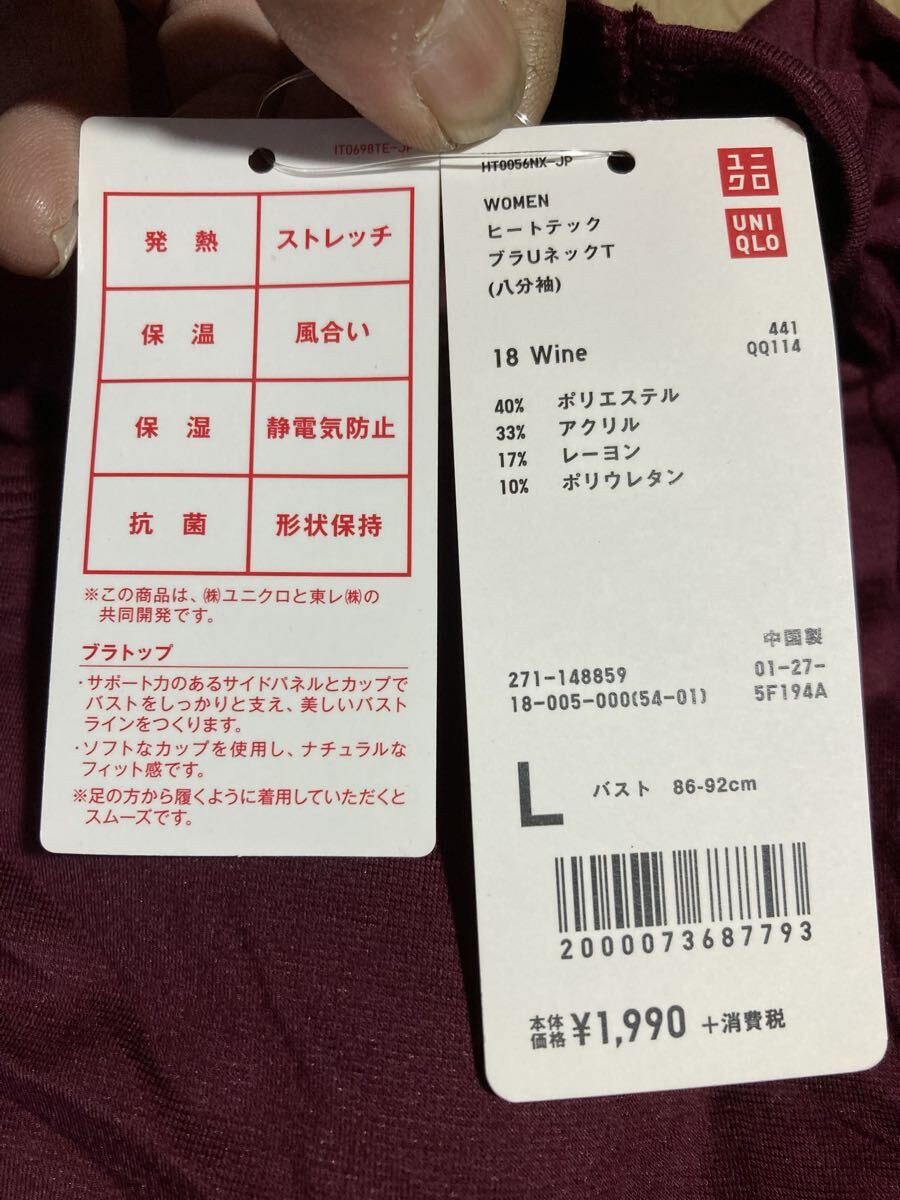 IT0698TE-JP
発熱 ストレッチ
保温 風合い
保湿 静電気防止
抗菌 形状保持
※この商品は、㈱ユニクロと東レ㈱の
共同開発です。
ブラトップ
・サポート力のあるサイドパネルとカップで
バストをしっかりと支え、美しいバスト
ラインをつくります。
・ソフトなカップを使用し、ナチュラルな
フィット感です。
※足の方から履くように着用していただくと
スムーズです。
HT0056NX-JP
ユニ
クロ
UNI
QLO
WOMEN
ヒートテック
ブラUネックT
(八分袖)
441
18 Wine QQ114
40% ポリエステル
33% アクリル
17% レーヨン
10% ポリウレタン
中国製
271-148859 01-27-
18-005-000(54-01) 5F194A
L バスト 86-92cm
2000073687793
本体
価格 ¥1,990 +消費税